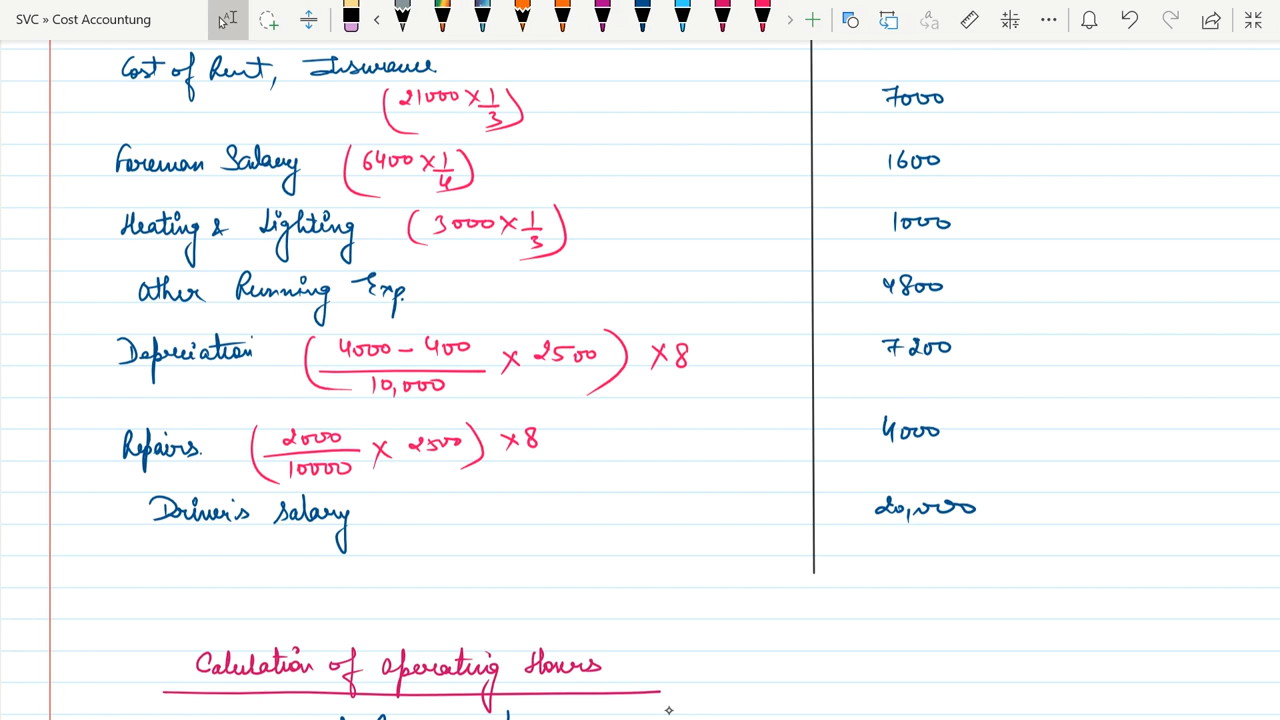 SVC » Cost Accountung
Cost of Rent, Insurance
(21000 × 1/3) 7000
Foreman Salary (6400 × 1/4) 1600
Heating & Lighting (3000 × 1/3) 1000
Other Running Exp. 4800
Depreciation (4000 - 400 / 10,000 × 2500) × 8 7200
Repairs. (2000 / 10000 × 2500) × 8 4000
Driver's Salary 20,000
Calulation of operating Hours